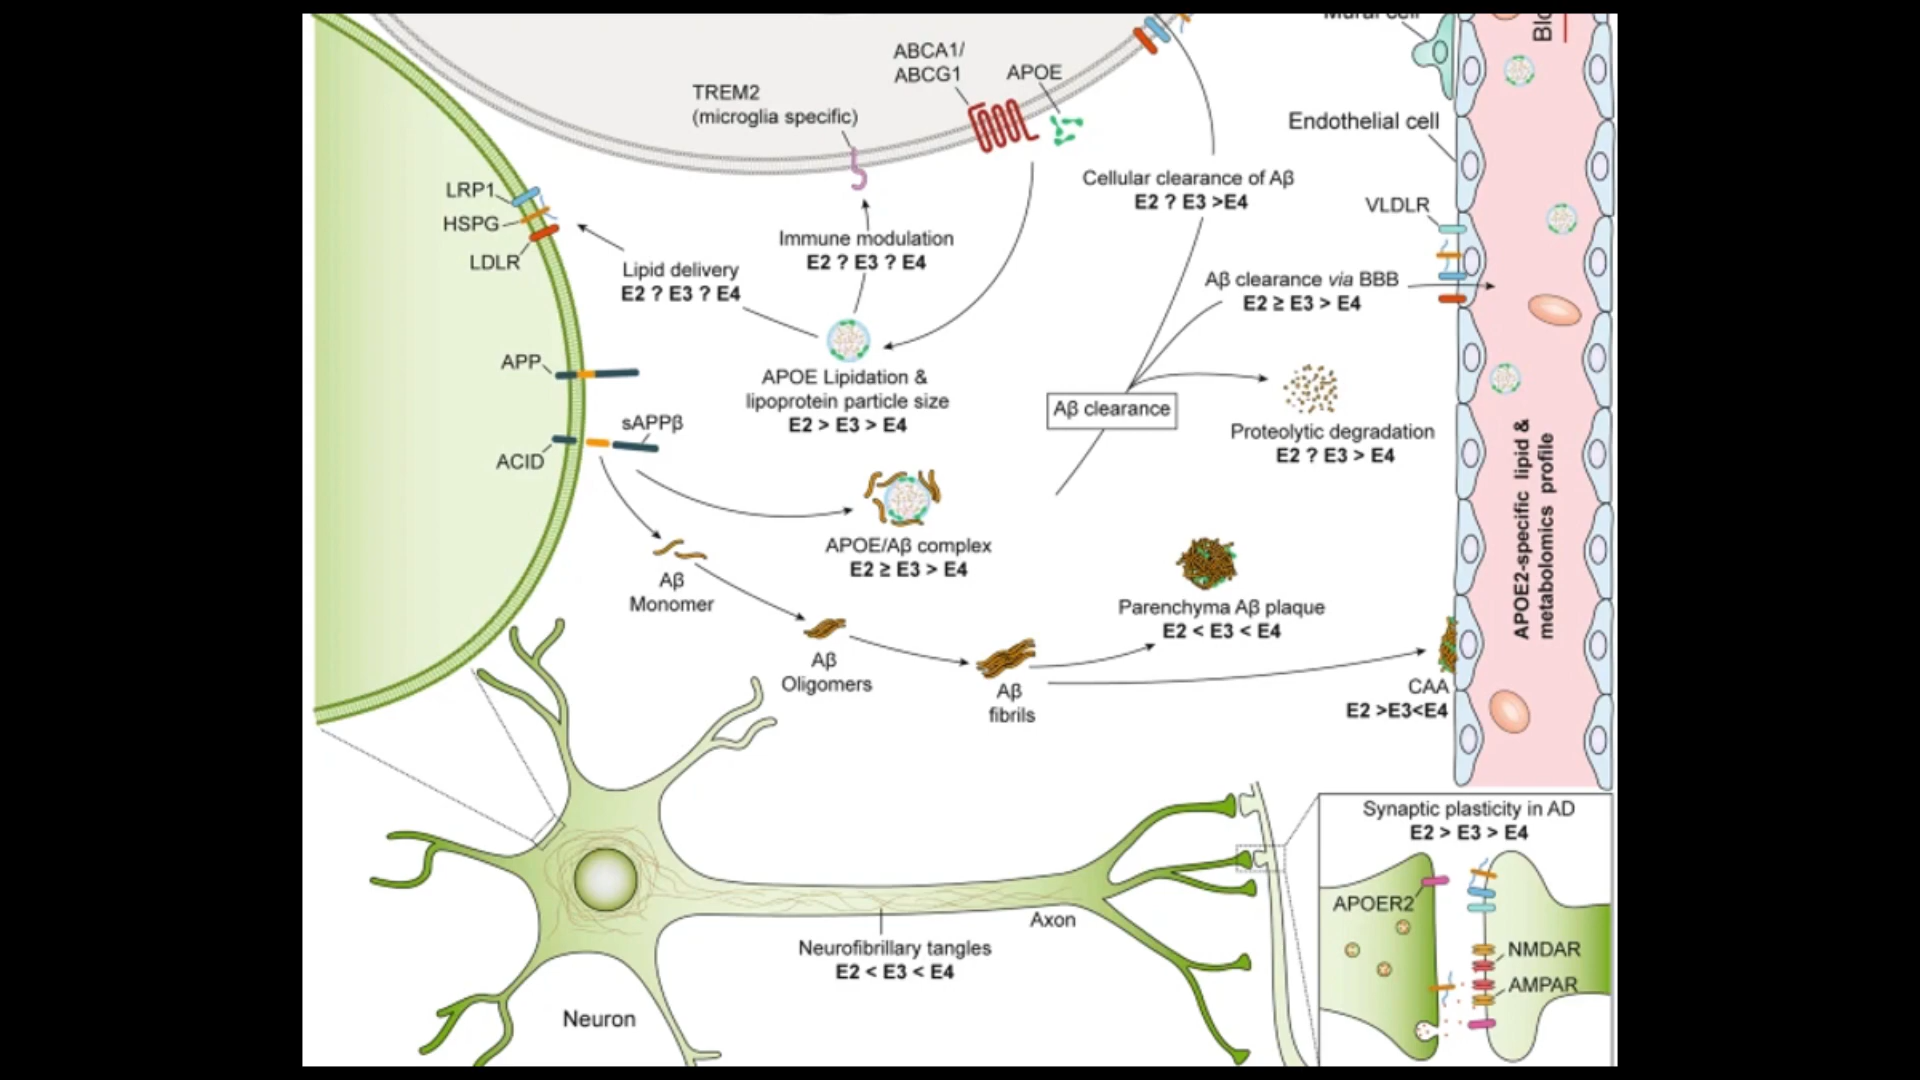 Blo
ABCA1/
ABCG1
APOE
TREM2
(microglia specific)
Endothelial cell
LRP1
HSPG
LDLR
Cellular clearance of Aβ
E2 ? E3 >E4
VLDLR
Immune modulation
E2 ? E3 ? E4
Lipid delivery
E2 ? E3 ? E4
Aβ clearance via BBB
E2 ≥ E3 > E4
APP
APOE Lipidation &
lipoprotein particle size
E2 > E3 > E4
Aβ clearance
sAPPβ
ACID
Proteolytic degradation
E2 ? E3 > E4
APOE2-specific lipid &
metabolomics profile
APOE/Aβ complex
E2 ≥ E3 > E4
Aβ
Monomer
Parenchyma Aβ plaque
E2 < E3 < E4
Aβ
Oligomers
Aβ
fibrils
CAA
E2 >E3<E4
Synaptic plasticity in AD
E2 > E3 > E4
APOER2
Axon
Neurofibrillary tangles
E2 < E3 < E4
NMDAR
AMPAR
Neuron